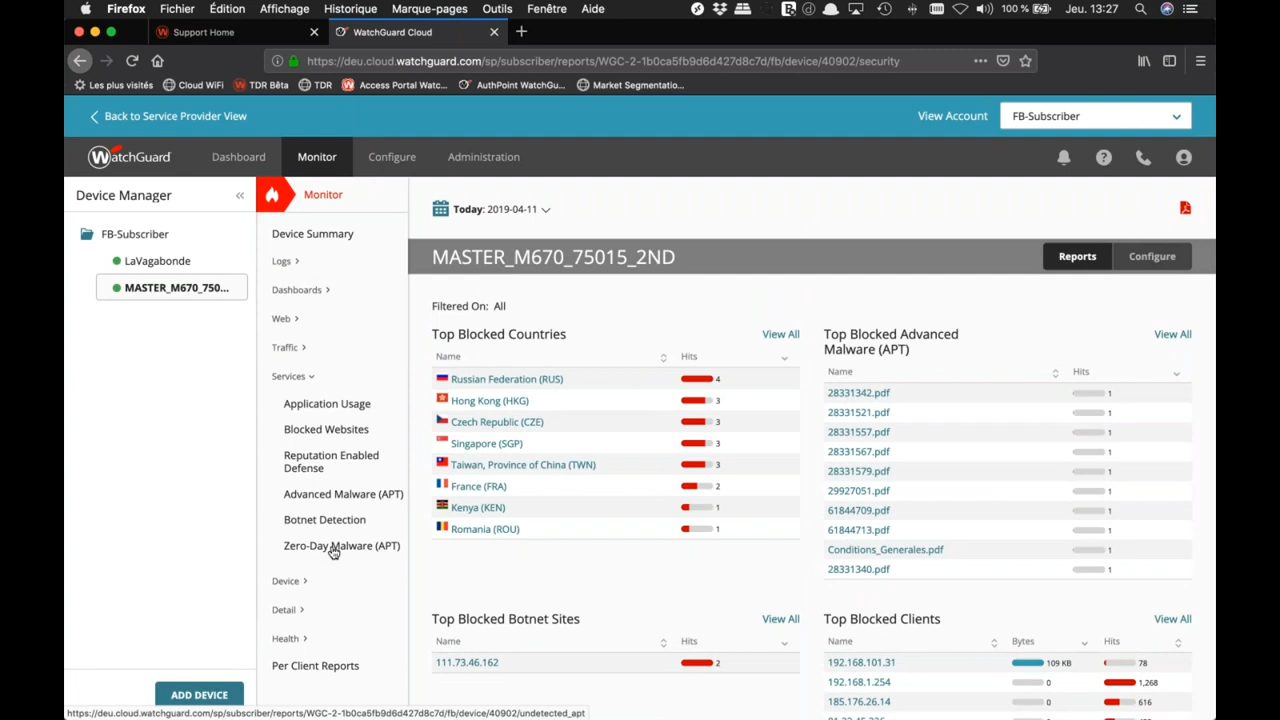 Firefox Fichier Édition Affichage Historique Marque-pages Outils Fenêtre Aide 100 % Jeu. 13:27
Support Home
WatchGuard Cloud
https://deu.cloud.watchguard.com/sp/subscriber/reports/WGC-2-1b0ca5fb9d6d427d8c7d/fb/device/40902/security
Les plus visités Cloud WiFi TDR Bêta TDR Access Portal Watc... AuthPoint WatchGu... Market Segmentatio...
Back to Service Provider View
View Account
FB-Subscriber
WatchGuard
Dashboard Monitor Configure Administration
Device Manager
FB-Subscriber
LaVagabonde
MASTER_M670_750...
ADD DEVICE
Monitor
Device Summary
Logs
Dashboards
Web
Traffic
Services
Application Usage
Blocked Websites
Reputation Enabled
Defense
Advanced Malware (APT)
Botnet Detection
Zero-Day Malware (APT)
Device
Detail
Health
Per Client Reports
Today: 2019-04-11
MASTER_M670_75015_2ND
Reports Configure
Filtered On: All
Top Blocked Countries View All
Name Hits
Russian Federation (RUS) 4
Hong Kong (HKG) 3
Czech Republic (CZE) 3
Singapore (SGP) 3
Taiwan, Province of China (TWN) 3
France (FRA) 2
Kenya (KEN) 1
Romania (ROU) 1
Top Blocked Advanced
Malware (APT)
View All
Name Hits
28331342.pdf 1
28331521.pdf 1
28331557.pdf 1
28331567.pdf 1
28331579.pdf 1
29927051.pdf 1
61844709.pdf 1
61844713.pdf 1
Conditions_Generales.pdf 1
28331340.pdf 1
Top Blocked Botnet Sites View All
Name Hits
111.73.46.162 2
Top Blocked Clients View All
Name Bytes Hits
192.168.101.31 109 KB 78
192.168.1.254 0 1,268
185.176.26.14 0 616
https://deu.cloud.watchguard.com/sp/subscriber/reports/WGC-2-1b0ca5fb9d6d427d8c7d/fb/device/40902/undetected_apt